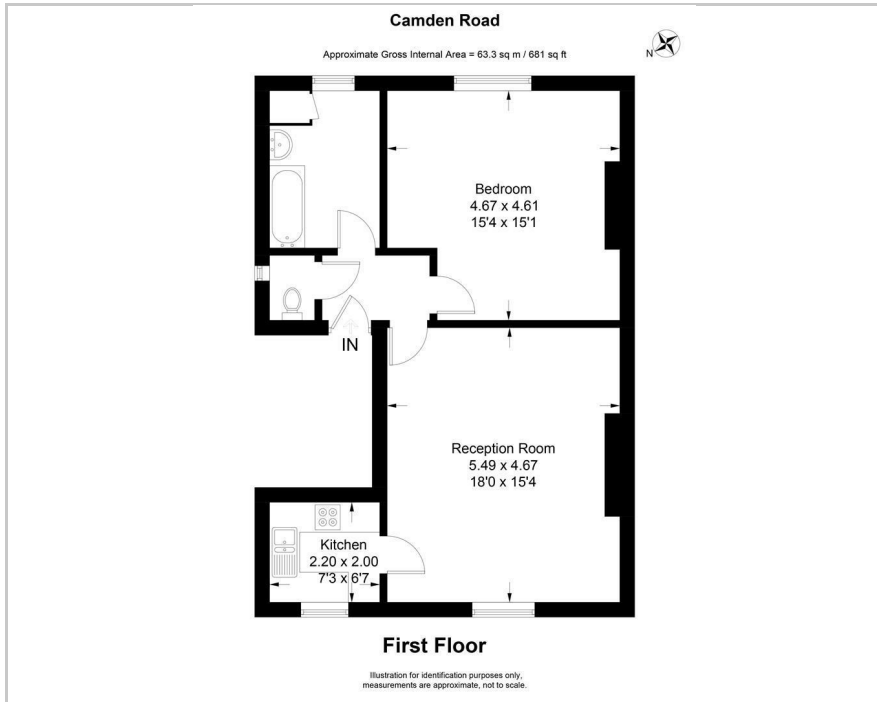 Camden Road
Approximate Gross Internal Area = 63.3 sq m / 681 sq ft
N
Bedroom
4.67 x 4.61
15'4 x 15'1
IN
Reception Room
5.49 x 4.67
18'0 x 15'4
Kitchen
2.20 x 2.00
7'3 x 6'7
First Floor
Illustration for identification purposes only,
measurements are approximate, not to scale.